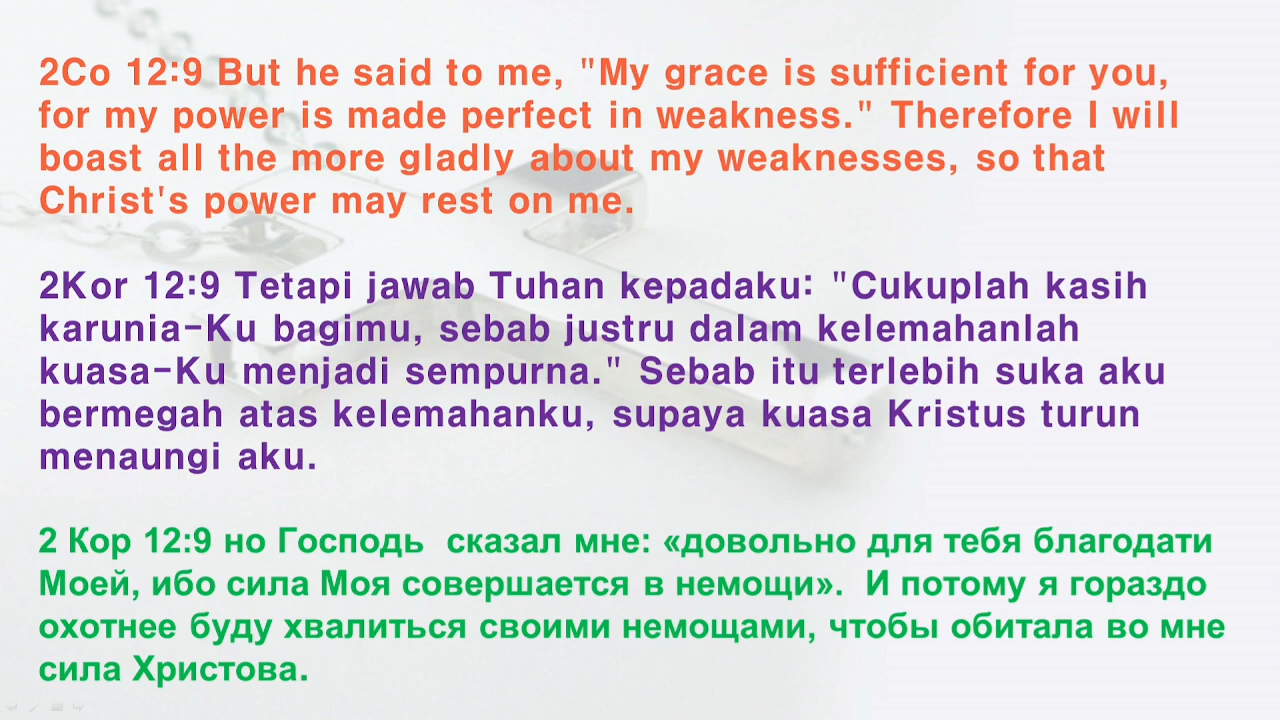 2Co 12:9 But he said to me, "My grace is sufficient for you,
for my power is made perfect in weakness." Therefore I will
boast all the more gladly about my weaknesses, so that
Christ's power may rest on me.
2Kor 12:9 Tetapi jawab Tuhan kepadaku: "Cukuplah kasih
karunia-Ku bagimu, sebab justru dalam kelemahanlah
kuasa-Ku menjadi sempurna." Sebab itu terlebih suka aku
bermegah atas kelemahanku, supaya kuasa Kristus turun
menaungi aku.
2 Кор 12:9 но Господь  сказал мне: «довольно для тебя благодати
Моей, ибо сила Моя совершается в немощи».  И потому я гораздо
охотнее буду хвалиться своими немощами, чтобы обитала во мне
сила Христова.